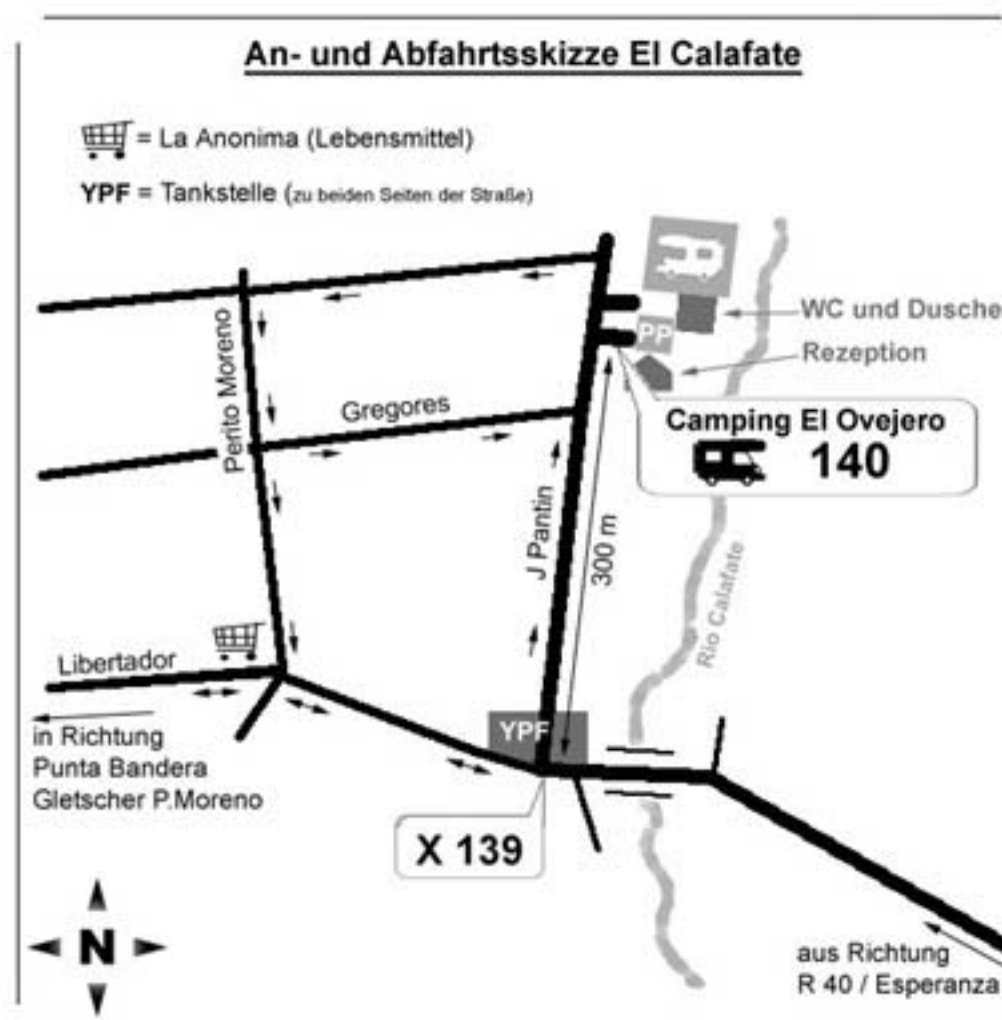 An- und Abfahrtsskizze El Calafate
= La Anonima (Lebensmittel)
YPF = Tankstelle (zu beiden Seiten der Straße)
WC und Dusche
PP
Rezeption
Perito Moreno
Gregores
Camping El Ovejero
140
J Pantin
300 m
Rio Calafate
Libertador
YPF
in Richtung
Punta Bandera
Gletscher P.Moreno
X 139
N
aus Richtung
R 40 / Esperanza